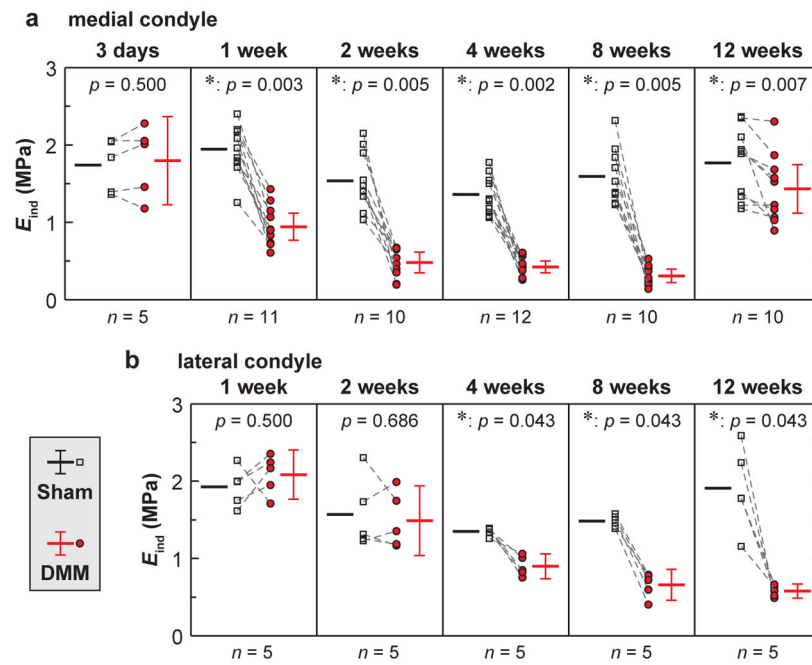 a medial condyle
3 days 1 week 2 weeks 4 weeks 8 weeks 12 weeks
p = 0.500 *: p = 0.003 *: p = 0.005 *: p = 0.002 *: p = 0.005 *: p = 0.007
3
2
1
0
E_ind (MPa)
n = 5 n = 11 n = 10 n = 12 n = 10 n = 10
b lateral condyle
1 week 2 weeks 4 weeks 8 weeks 12 weeks
p = 0.500 p = 0.686 *: p = 0.043 *: p = 0.043 *: p = 0.043
3
2
1
0
E_ind (MPa)
n = 5 n = 5 n = 5 n = 5 n = 5
Sham
DMM